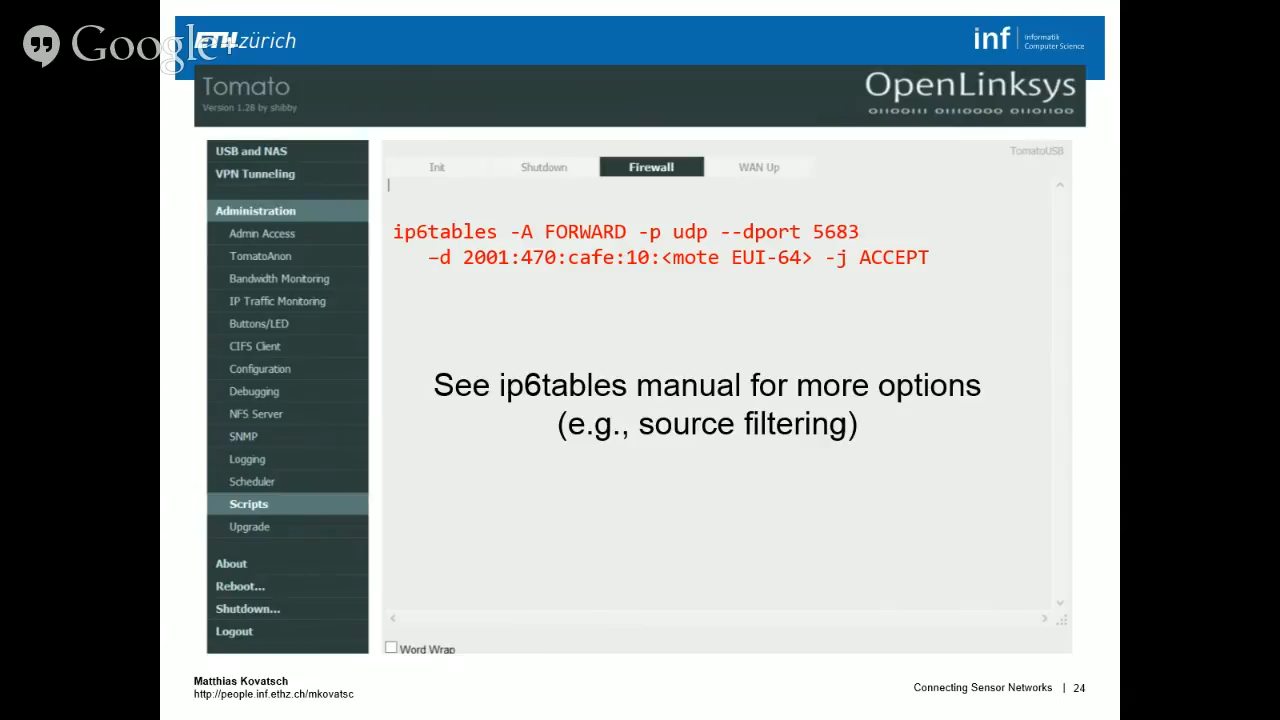 Google+
ETH zürich
inf
Informatik
Computer Science
Tomato
Version 1.28 by shibby
OpenLinksys
01100111 01110000 01101100
USB and NAS
VPN Tunneling
Administration
Admin Access
TomatoAnon
Bandwidth Monitoring
IP Traffic Monitoring
Buttons/LED
CIFS Client
Configuration
Debugging
NFS Server
SNMP
Logging
Scheduler
Scripts
Upgrade
About
Reboot...
Shutdown...
Logout
TomatoUSB
Init
Shutdown
Firewall
WAN Up
ip6tables -A FORWARD -p udp --dport 5683
–d 2001:470:cafe:10:<mote EUI-64> -j ACCEPT
See ip6tables manual for more options
(e.g., source filtering)
Word Wrap
Matthias Kovatsch
http://people.inf.ethz.ch/mkovatsc
Connecting Sensor Networks | 24